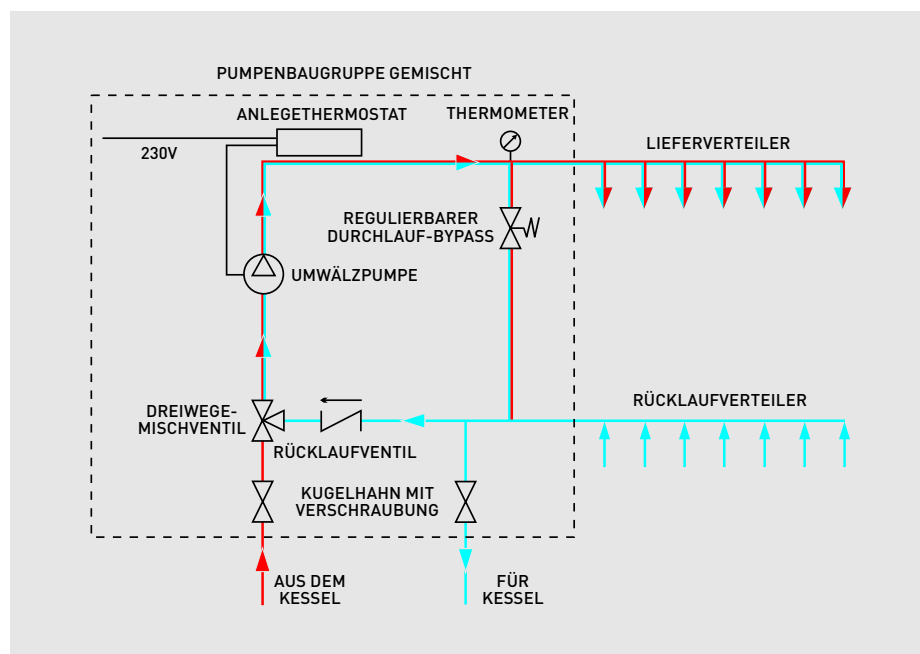 PUMPENBAUGRUPPE GEMISCHT
ANLEGETHERMOSTAT
THERMOMETER
230V
LIEFERVERTEILER
REGULIERBARER
DURCHLAUF-BYPASS
UMWÄLZPUMPE
DREIWEGE-
MISCHVENTIL
RÜCKLAUFVERTEILER
RÜCKLAUFVENTIL
KUGELHAHN MIT
VERSCHRAUBUNG
AUS DEM
KESSEL
FÜR
KESSEL